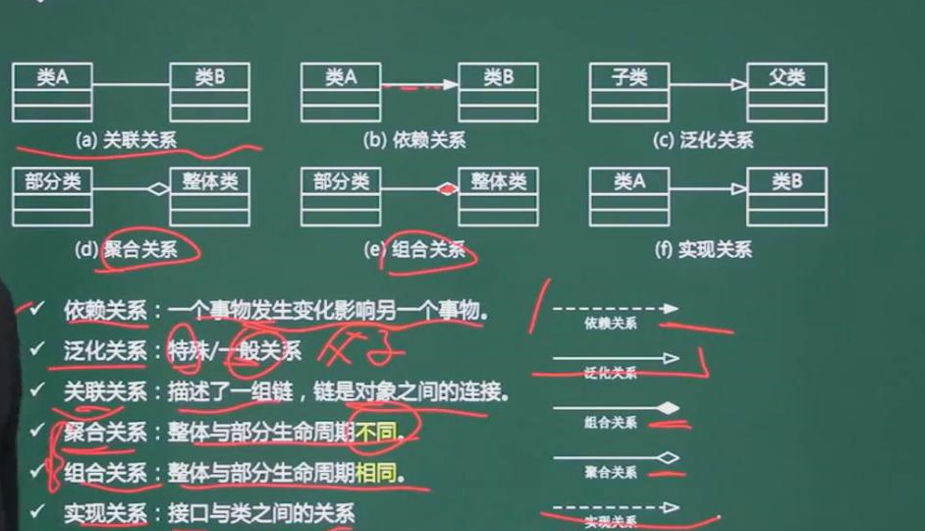 类A 类B 类A 类B 子类 父类
(a) 关联关系 (b) 依赖关系 (c) 泛化关系
部分类 整体类 部分类 整体类 类A 类B
(d) 聚合关系 (e) 组合关系 (f) 实现关系
✓ 依赖关系：一个事物发生变化影响另一个事物。
依赖关系
✓ 泛化关系：特殊/一般关系 父子
泛化关系
✓ 关联关系：描述了一组链，链是对象之间的连接。
组合关系
✓ 聚合关系：整体与部分生命周期不同。
✓ 组合关系：整体与部分生命周期相同。
聚合关系
✓ 实现关系：接口与类之间的关系
实现关系